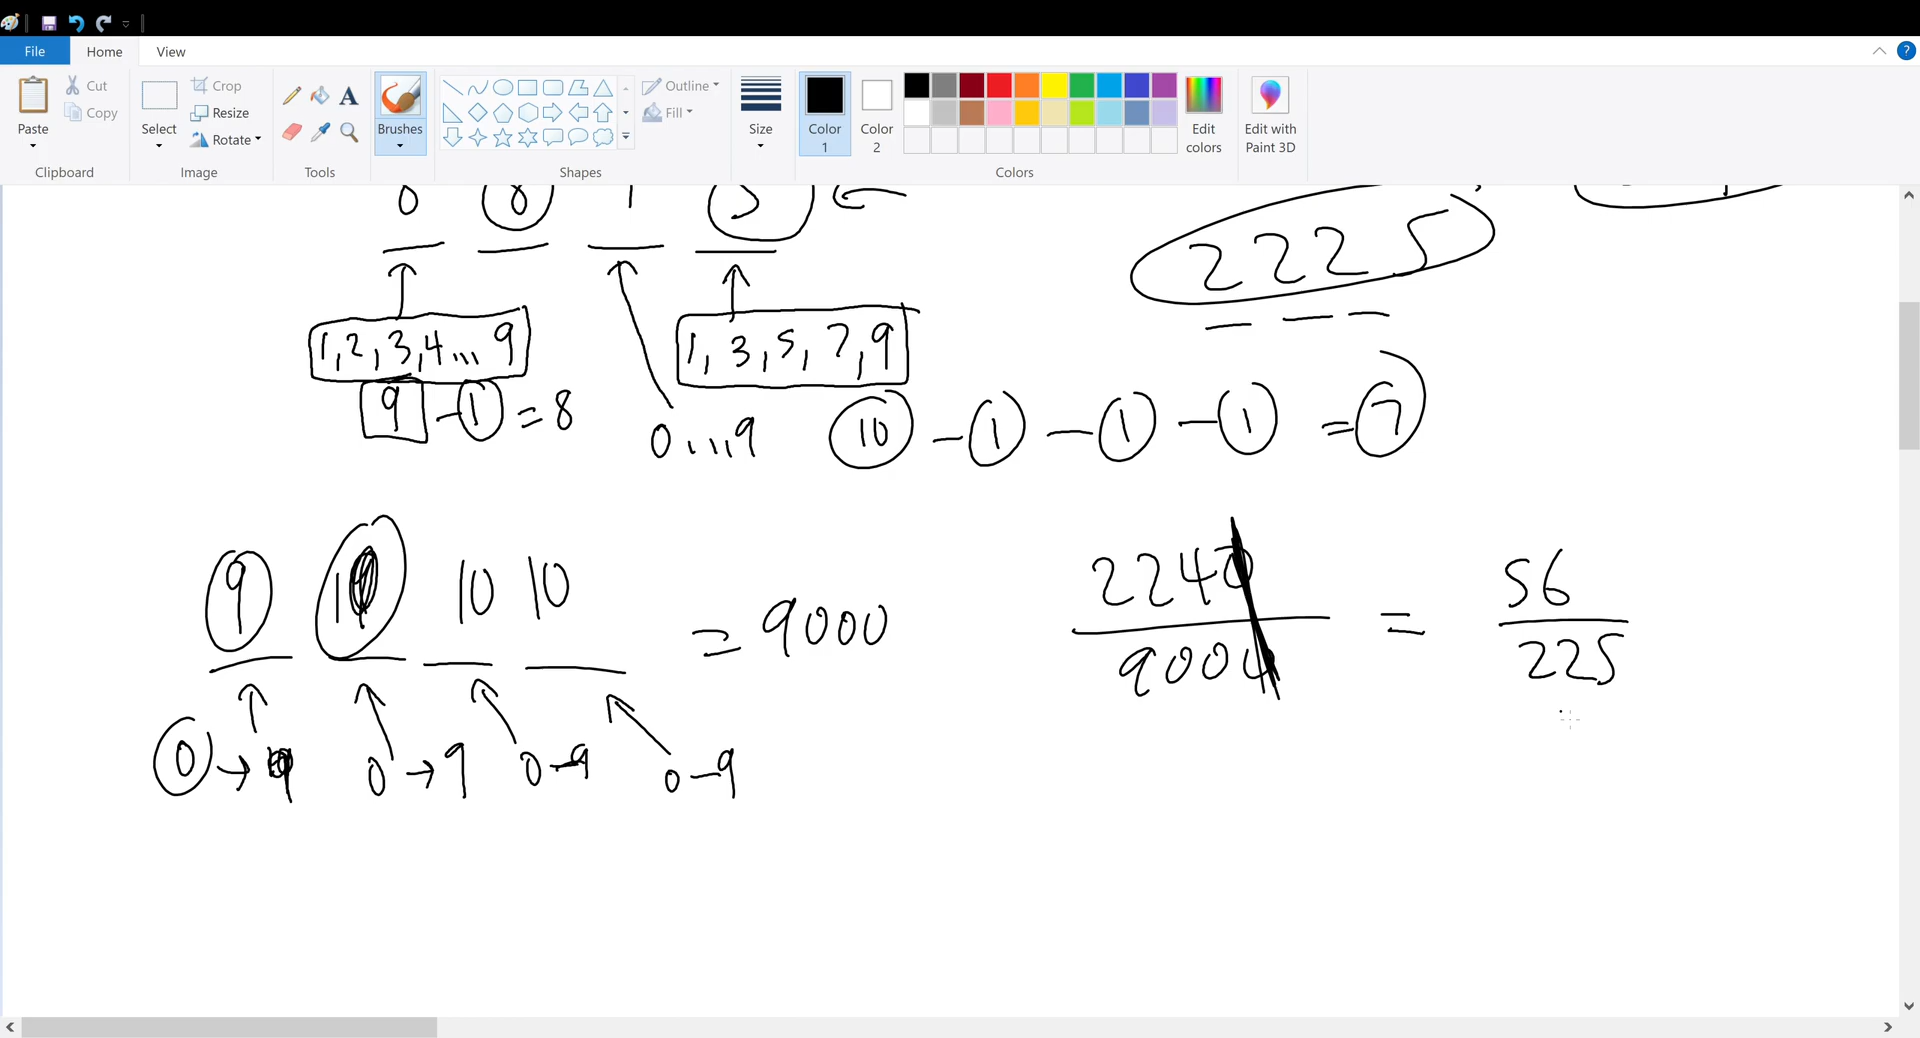 File Home View
Paste Cut Copy Select Crop Resize Rotate Brushes Outline Fill Size Color 1 Color 2 Edit colors Edit with Paint 3D
Clipboard Image Tools Shapes Colors
8
2225
1,2,3,4... 9
1, 3, 5, 7, 9
9 - 1 = 8
0....9
10 - 1 - 1 - 1 = 7
9 10 10 10 = 9000
2240 / 9000 = 56 / 225
0 → 9 0 → 9 0-9 0-9